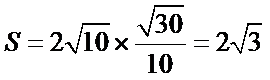 S = 2√10 × √30/10 = 2√3